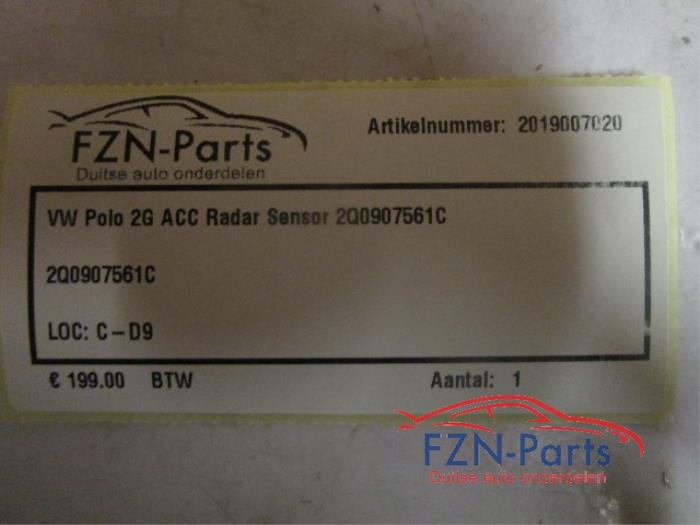 FZN-Parts
Duitse auto onderdelen
Artikelnummer: 2019007020
VW Polo 2G ACC Radar Sensor 2Q0907561C
2Q0907561C
LOC: C-D9
€ 199.00 BTW
Aantal: 1
FZN-Parts
Duitse auto onderdelen